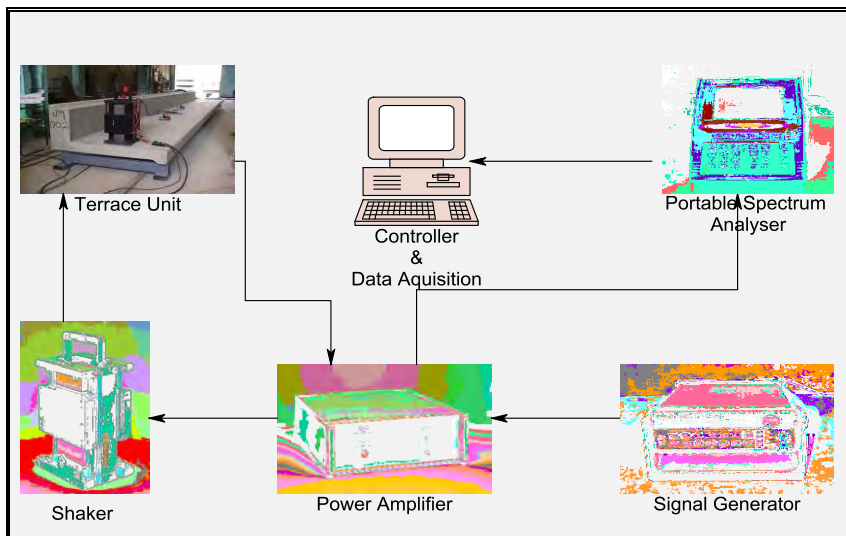 Terrace Unit
Controller
&
Data Aquisition
Portable Spectrum
Analyser
Shaker
Power Amplifier
Signal Generator